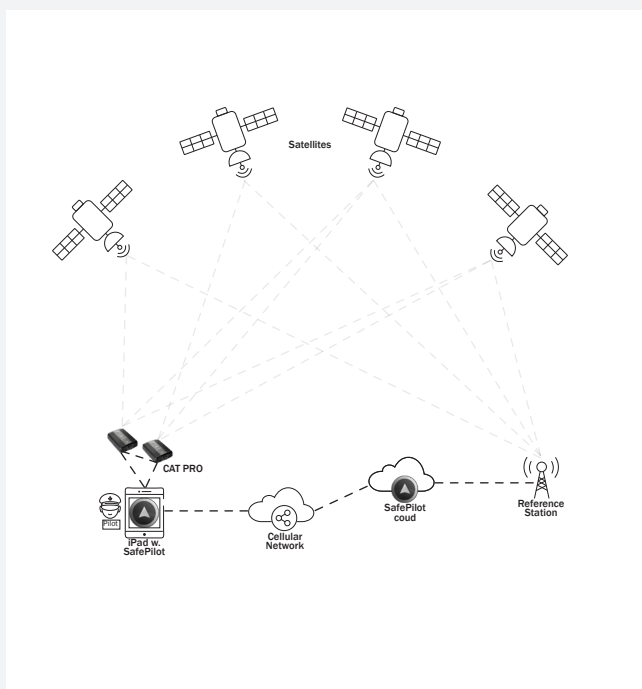 Satellites
CAT PRO
Pilot
iPad w.
SafePilot
Cellular
Network
SafePilot
coud
Reference
Station